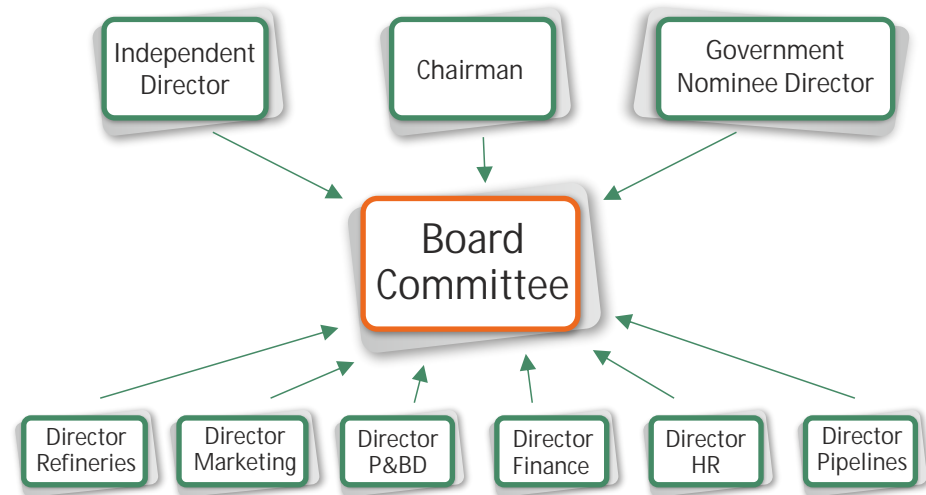 Independent
Director
Chairman
Government
Nominee Director
Board
Committee
Director
Refineries
Director
Marketing
Director
P&BD
Director
Finance
Director
HR
Director
Pipelines